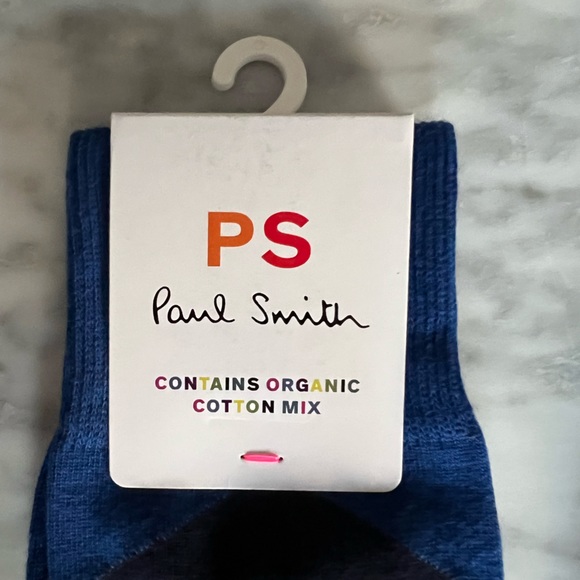 PS
Paul Smith
CONTAINS ORGANIC
COTTON MIX